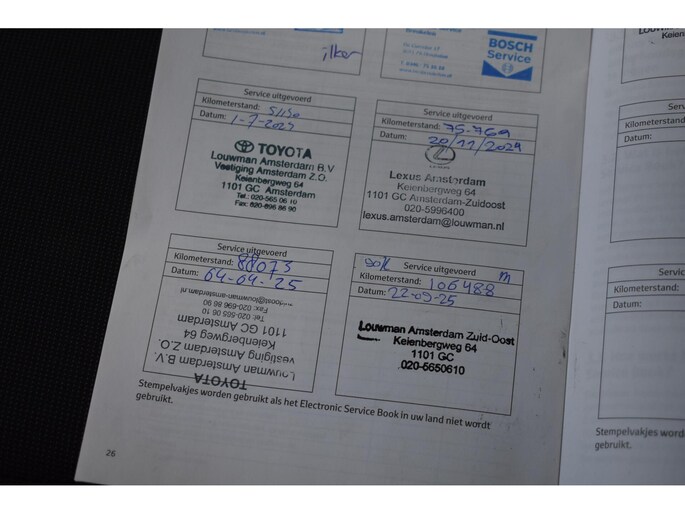 ilker
BOSCH
Service
Service uitgevoerd
Kilometerstand: 51150
Datum: 1-7-2023
TOYOTA
Louwman Amsterdam B.V
Vestiging Amsterdam Z.O.
Keienbergweg 64
1101 GC Amsterdam
Tel.: 020-565 06 10
Fax: 020-696 86 90
Service uitgevoerd
Kilometerstand: 75-769
Datum: 20/11/2024
Lexus Amsterdam
Keienbergweg 64
1101 GC Amsterdam-Zuidoost
020-5996400
lexus.amsterdam@louwman.nl
Service uitgevoerd
Kilometerstand: 88073
Datum: 04-04-25
TOYOTA
Louwman Amsterdam B.V.
vestiging Amsterdam Z.O.
Keienbergweg 64
1101 GC Amsterdam
Tel: 020-565 06 10
Fax: 020-696 86 90
Service uitgevoerd
Kilometerstand: 106488
Datum: 22-09-25
Louwman Amsterdam Zuid-Oost
Keienbergweg 64
1101 GC
020-5650610
Stempelvakjes worden gebruikt als het Electronic Service Book in uw land niet wordt
gebruikt.
26
Kilometerstand:
Datum:
Kilometerstand:
Datum:
Stempelvakjes word
gebruikt.